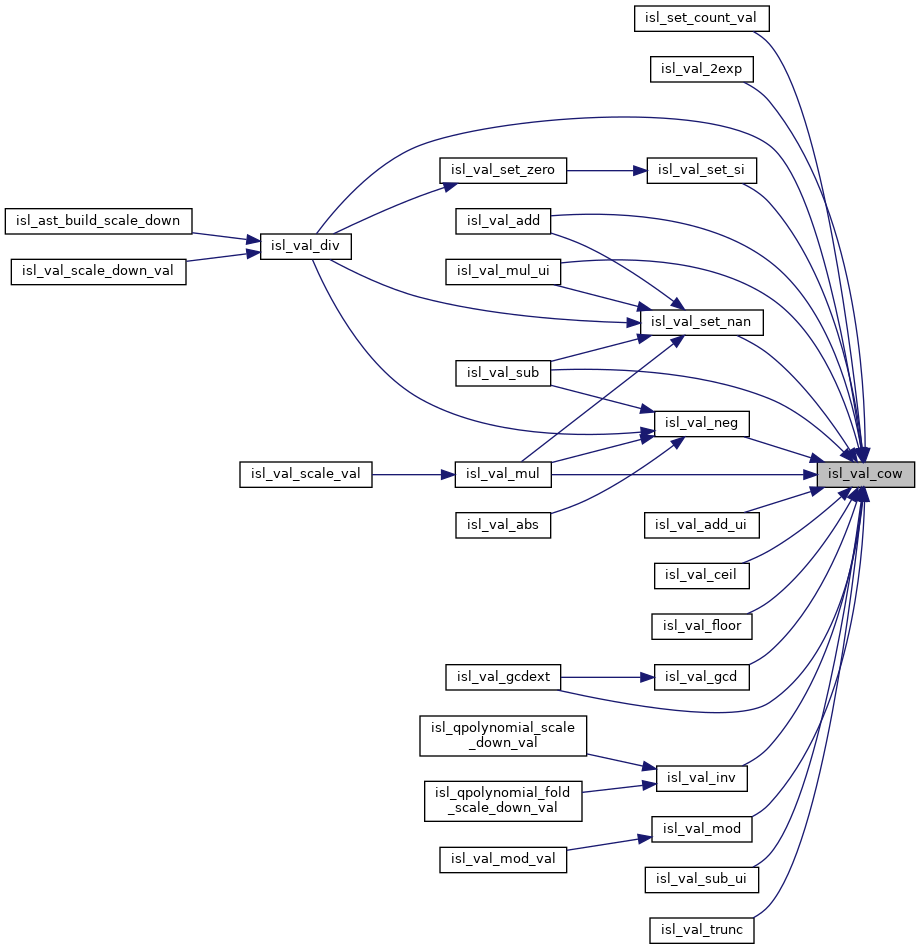 isl_set_count_val
isl_val_2exp
isl_val_set_zero
isl_val_set_si
isl_ast_build_scale_down
isl_val_add
isl_val_div
isl_val_scale_down_val
isl_val_mul_ui
isl_val_set_nan
isl_val_sub
isl_val_neg
isl_val_scale_val
isl_val_mul
isl_val_cow
isl_val_abs
isl_val_add_ui
isl_val_ceil
isl_val_floor
isl_val_gcdext
isl_val_gcd
isl_qpolynomial_scale
_down_val
isl_val_inv
isl_qpolynomial_fold
_scale_down_val
isl_val_mod
isl_val_mod_val
isl_val_sub_ui
isl_val_trunc